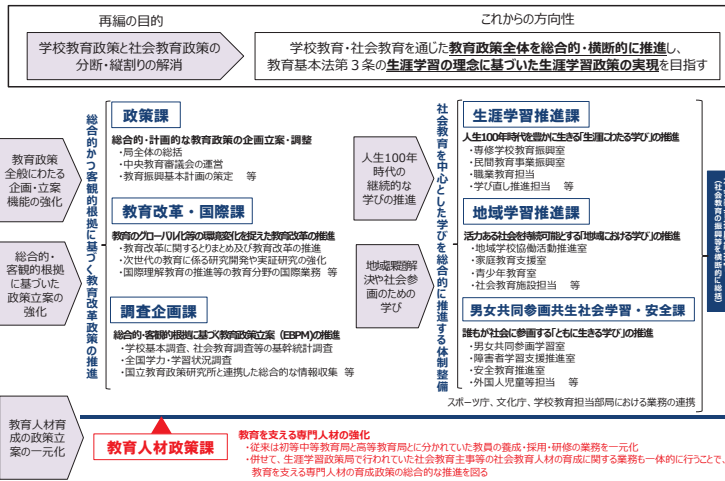 再編の目的
これからの方向性
学校教育政策と社会教育政策の
分断・縦割りの解消
学校教育・社会教育を通じた教育政策全体を総合的・横断的に推進し、
教育基本法第３条の生涯学習の理念に基づいた生涯学習政策の実現を目指す
教育政策
全般にわたる
企画・立案
機能の強化
総合的・
客観的根拠
に基づいた
政策立案の
強化
総合的かつ客観的根拠に基づく教育改革政策の推進
政策課
総合的・計画的な教育政策の企画立案・調整
・局全体の総括
・中央教育審議会の運営
・教育振興基本計画の策定　等
教育改革・国際課
教育のグローバル化等の環境変化を捉えた教育改革の推進
・教育改革に関するとりまとめ及び教育改革の推進
・次世代の教育に係る研究開発や実証研究の強化
・国際理解教育の推進等の教育分野の国際業務　等
調査企画課
総合的・客観的根拠に基づく教育政策立案（EBPM)の推進
・学校基本調査、社会教育調査等の基幹統計調査
・全国学力・学習状況調査
・国立教育政策研究所と連携した総合的な情報収集　等
人生100年
時代の
継続的な
学びの推進
地域課題解
決や社会参
画のための
学び
社会教育を中心とした学びを総合的に推進する体制整備
生涯学習推進課
人生100年時代を豊かに生きる「生涯にわたる学び」の推進
・専修学校教育振興室
・民間教育事業振興室
・職業教育担当
・学び直し推進担当　等
地域学習推進課
活力ある社会を持続可能とする「地域における学び」の推進
・地域学校協働活動推進室
・家庭教育支援室
・青少年教育室
・社会教育施設担当　等
男女共同参画共生社会学習・安全課
誰もが社会に参画する「ともに生きる学び」の推進
・男女共同参画学習室
・障害者学習支援推進室
・安全教育推進室
・外国人児童等担当　等
スポーツ庁、文化庁、学校教育担当部局における業務の連携
（社会教育の振興等を横断的に総括）
教育人材育
成の政策立
案の一元化
教育人材政策課
教育を支える専門人材の強化
・従来は初等中等教育局と高等教育局とに分かれていた教員の養成・採用・研修の業務を一元化
・併せて、生涯学習政策局で行われていた社会教育主事等の社会教育人材の育成に関する業務も一体的に行うことで、
教育を支える専門人材の育成政策の総合的な推進を図る